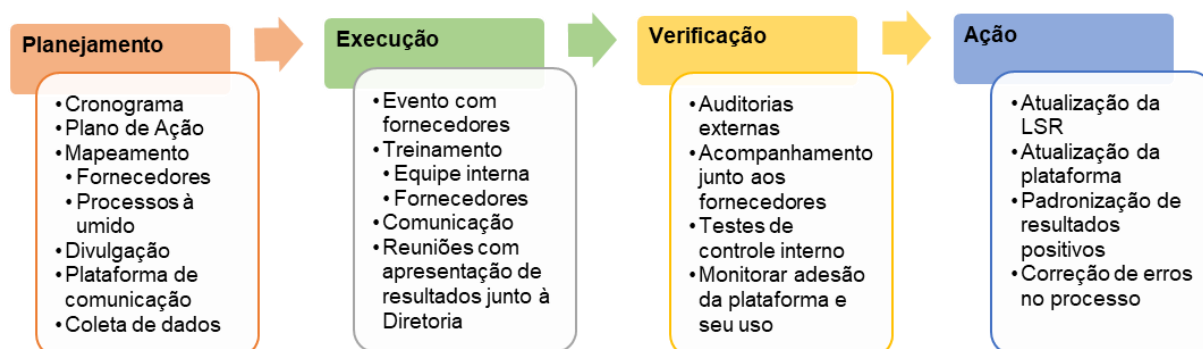 Planejamento
•Cronograma
•Plano de Ação
•Mapeamento
•Fornecedores
•Processos à
umido
•Divulgação
•Plataforma de
comunicação
•Coleta de dados
Execução
•Evento com
fornecedores
•Treinamento
•Equipe interna
•Fornecedores
•Comunicação
•Reuniões com
apresentação de
resultados junto à
Diretoria
Verificação
•Auditorias
externas
•Acompanhamento
junto aos
fornecedores
•Testes de
controle interno
•Monitorar adesão
da plataforma e
seu uso
Ação
•Atualização da
LSR
•Atualização da
plataforma
•Padronização de
resultados
positivos
•Correção de erros
no processo